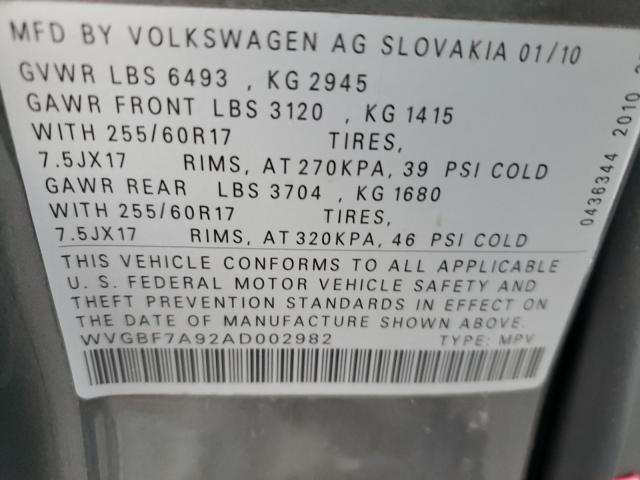 MFD BY VOLKSWAGEN AG SLOVAKIA 01/10
GVWR LBS 6493 , KG 2945
GAWR FRONT LBS 3120 , KG 1415
WITH 255/60R17 TIRES,
7.5JX17 RIMS, AT 270KPA, 39 PSI COLD
GAWR REAR LBS 3704 , KG 1680
WITH 255/60R17 TIRES,
7.5JX17 RIMS, AT 320KPA, 46 PSI COLD
THIS VEHICLE CONFORMS TO ALL APPLICABLE
U. S. FEDERAL MOTOR VEHICLE SAFETY AND
THEFT PREVENTION STANDARDS IN EFFECT ON
THE DATE OF MANUFACTURE SHOWN ABOVE.
WVGBF7A92AD002982 TYPE: MPV
0436344 2010